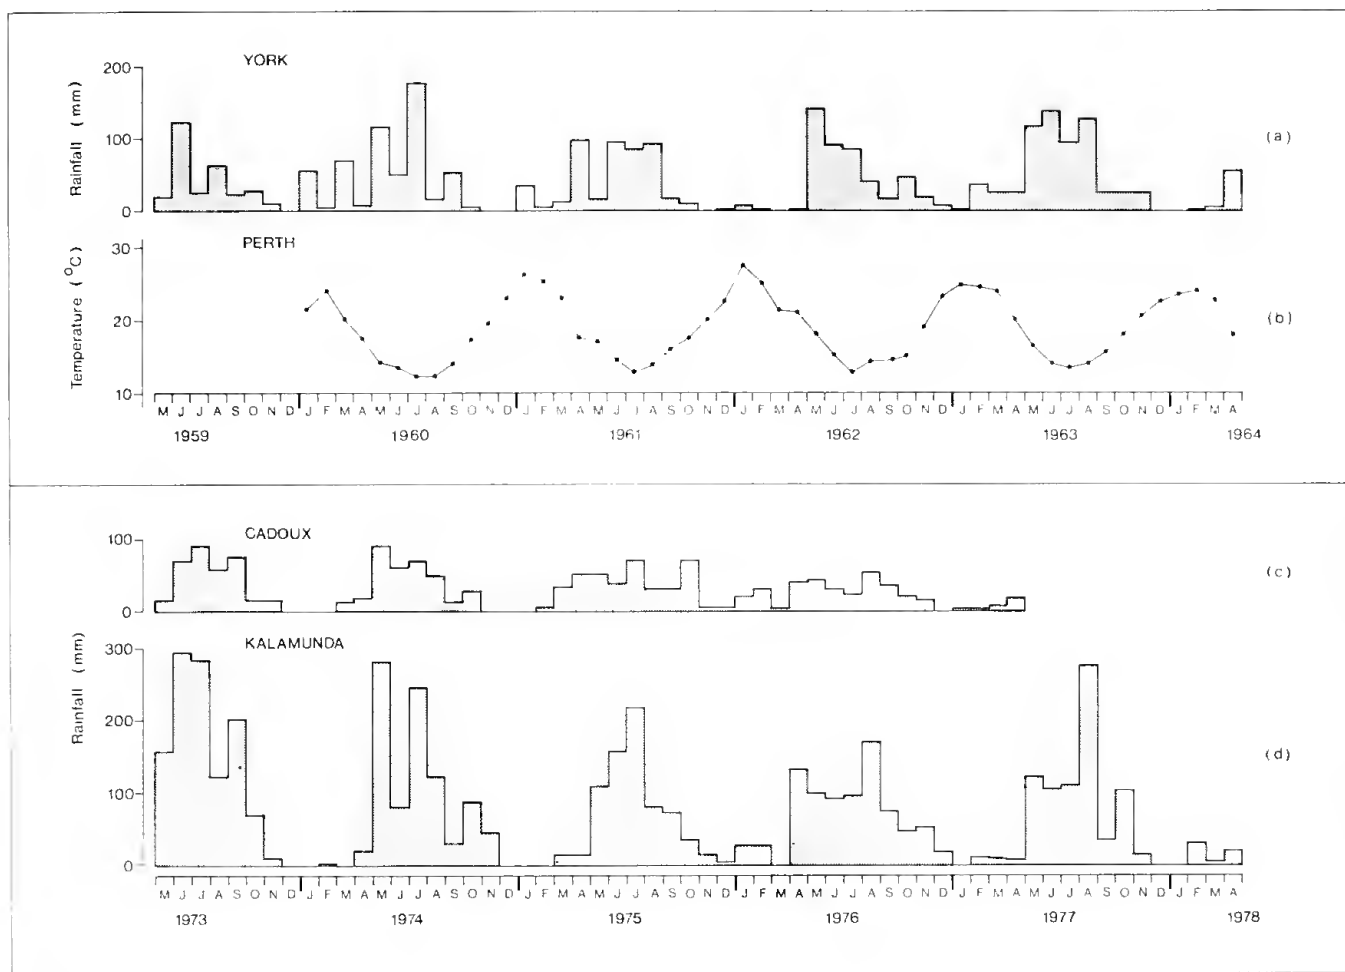 YORK
200
100
0
Rainfall (mm)
(a)
PERTH
30
20
10
Temperature (°C)
(b)
M J J A S O N D J F M A M J J A S O N D J F M A M J J A S O N D J F M A M J J A S O N D J F M A M J J A S O N D J F M A
1959 1960 1961 1962 1963 1964
CADOUX
100
0
(c)
KALAMUNDA
300
200
100
0
Rainfall (mm)
(d)
M J J A S O N D J F M A M J J A S O N D J F M A M J J A S O N D J F M A M J J A S O N D J F M A M J J A S O N D J F M A
1973 1974 1975 1976 1977 1978